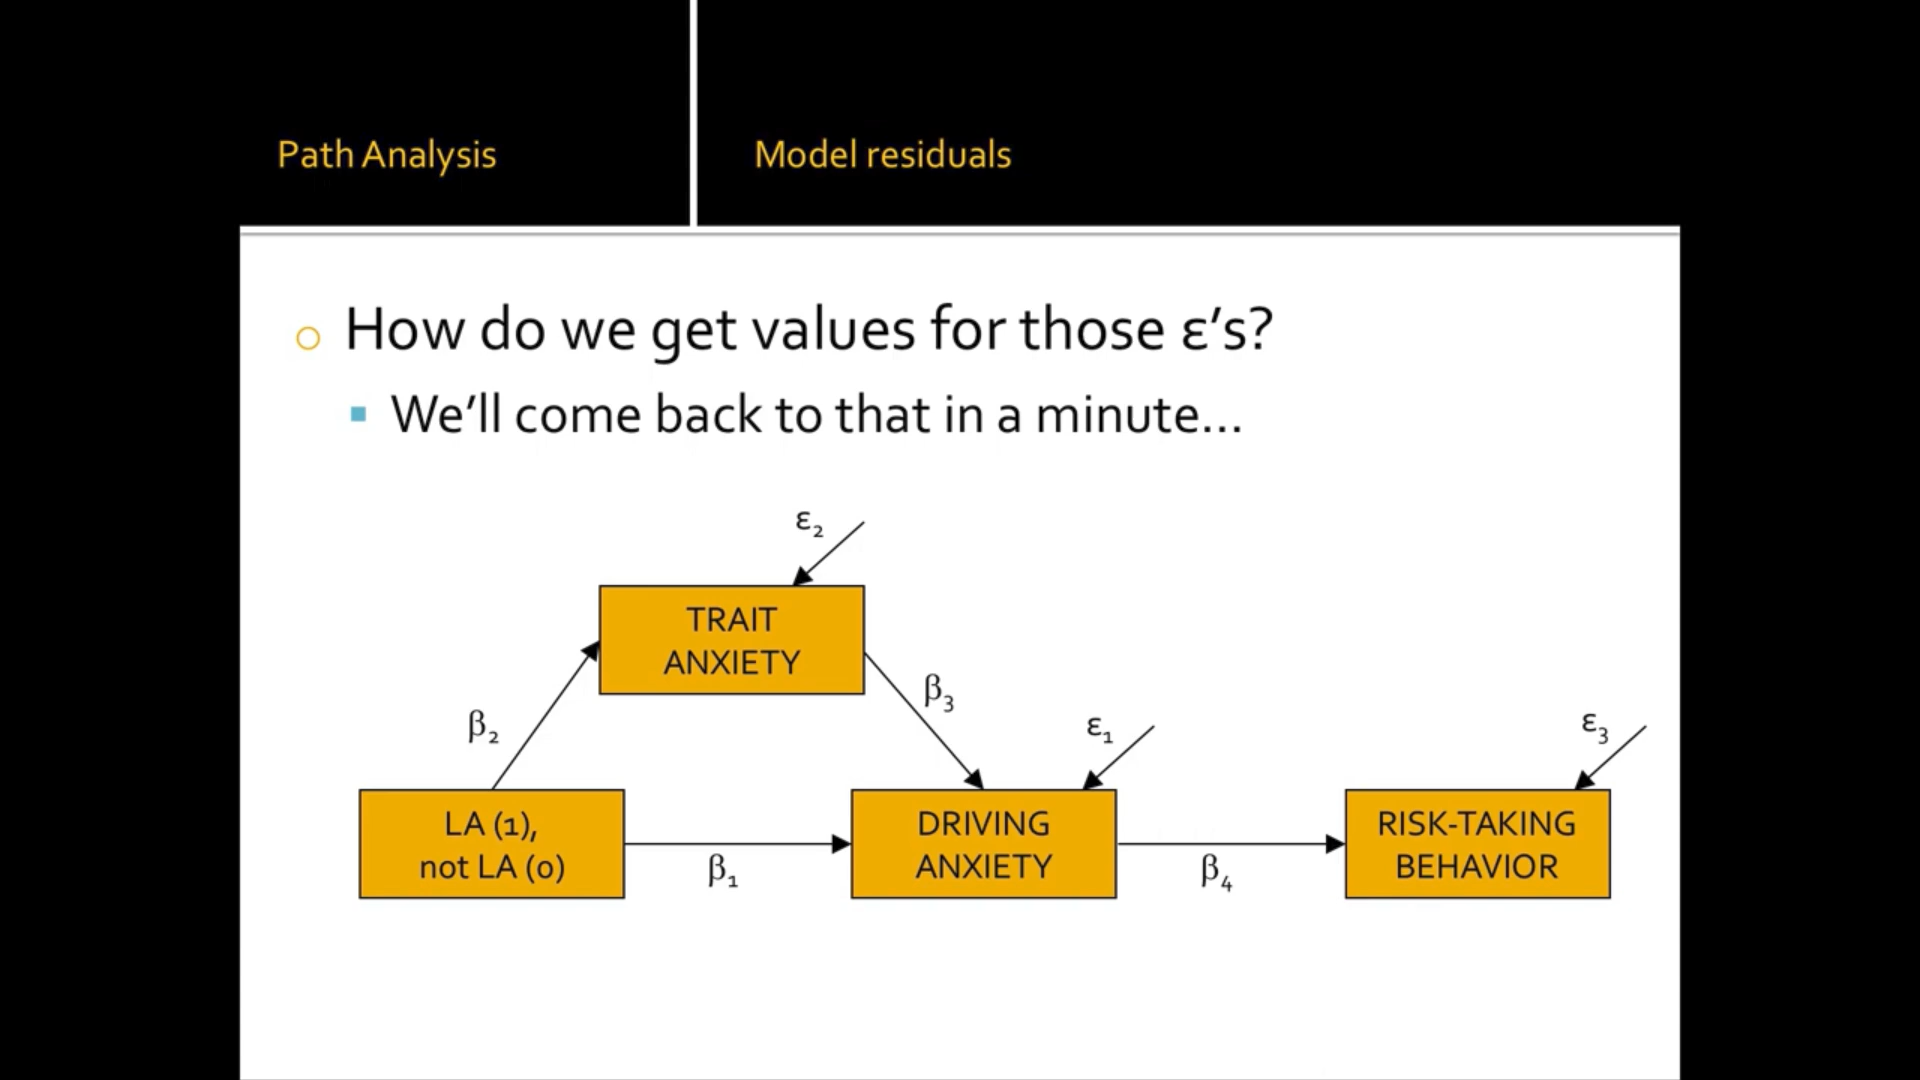 Path Analysis
Model residuals
How do we get values for those ε’s?
We’ll come back to that in a minute…
ε₂
TRAIT
ANXIETY
β₃
β₂
ε₁
ε₃
LA (1),
not LA (0)
DRIVING
ANXIETY
RISK-TAKING
BEHAVIOR
β₁
β₄